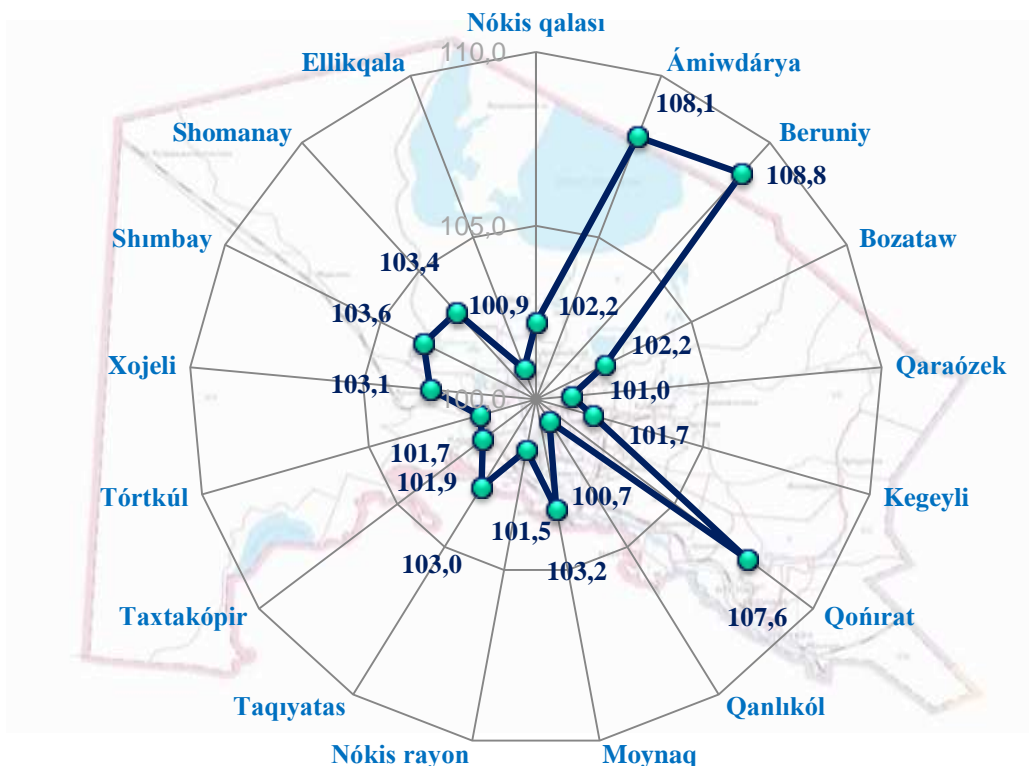 Nókis qalası
110,0
Ellikqala
Ámiwdárya
108,1
Shomanay
Beruniy
108,8
105,0
Shımbay
Bozataw
103,4
100,9
102,2
103,6
102,2
Xojeli
Qaraózek
103,1
100,0
101,0
101,7
101,7
101,9
Tórtkúl
Kegeyli
100,7
101,5
103,0
103,2
107,6
Taxtakópir
Qońırat
Taqıyatas
Qanlıkól
Nókis rayon
Moynaq